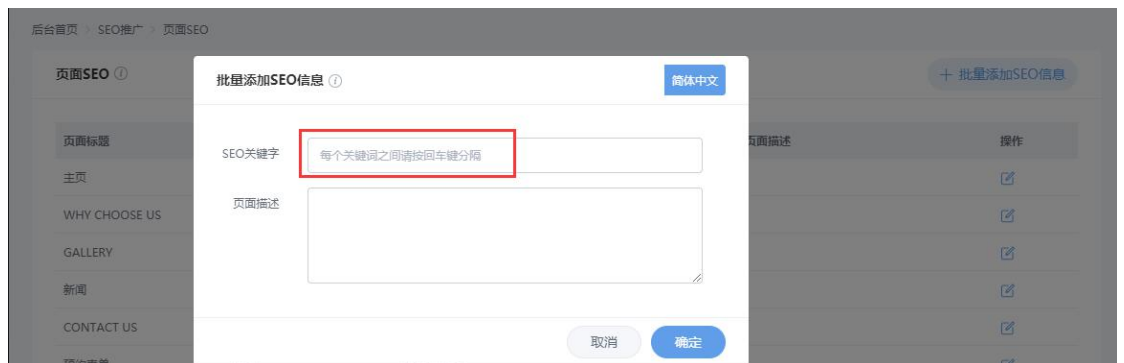 后台首页 > SEO推广 > 页面SEO
页面SEO
+ 批量添加SEO信息
批量添加SEO信息
简体中文
页面标题
页面描述
操作
SEO关键字
每个关键词之间请按回车键分隔
主页
页面描述
WHY CHOOSE US
GALLERY
新闻
CONTACT US
取消
确定